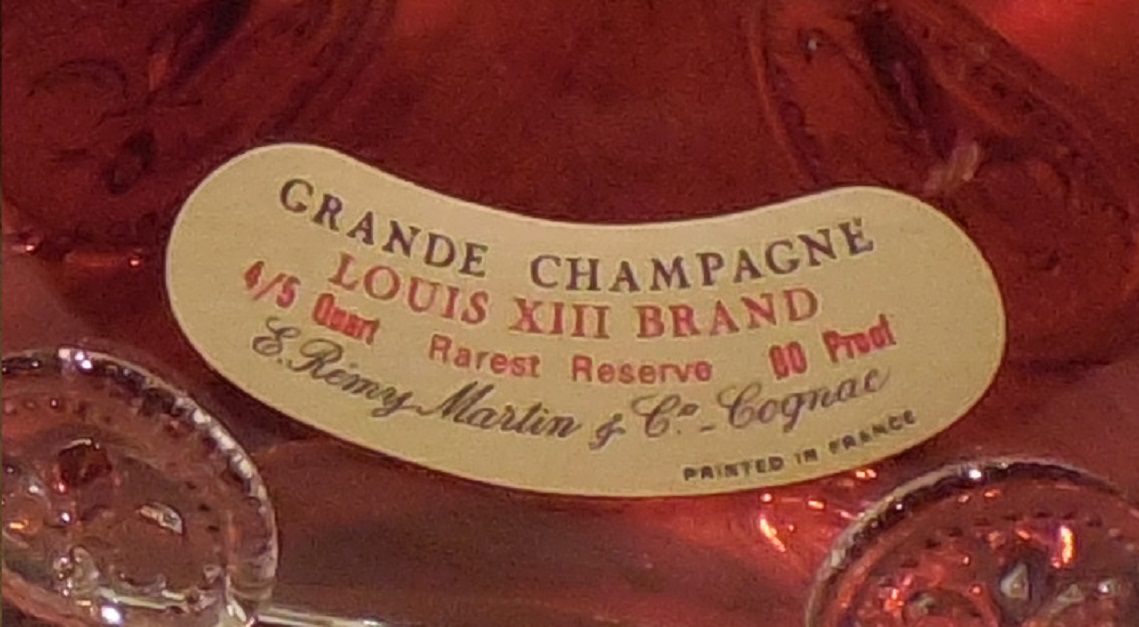 GRANDE CHAMPAGNE
LOUIS XIII BRAND
4/5 Quart Rarest Reserve 80 Proof
E. Rémy Martin & Cº. - Cognac
PRINTED IN FRANCE